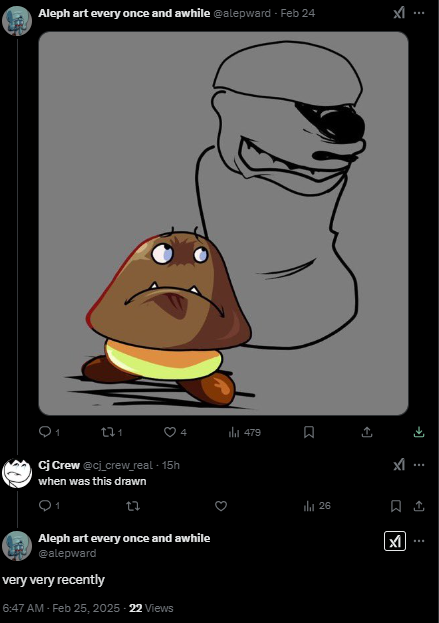 Aleph art every once and awhile @alepward · Feb 24
1 1 4 479
Cj Crew @cj_crew_real · 15h
when was this drawn
1 26
Aleph art every once and awhile
@alepward
very very recently
6:47 AM · Feb 25, 2025 · 22 Views